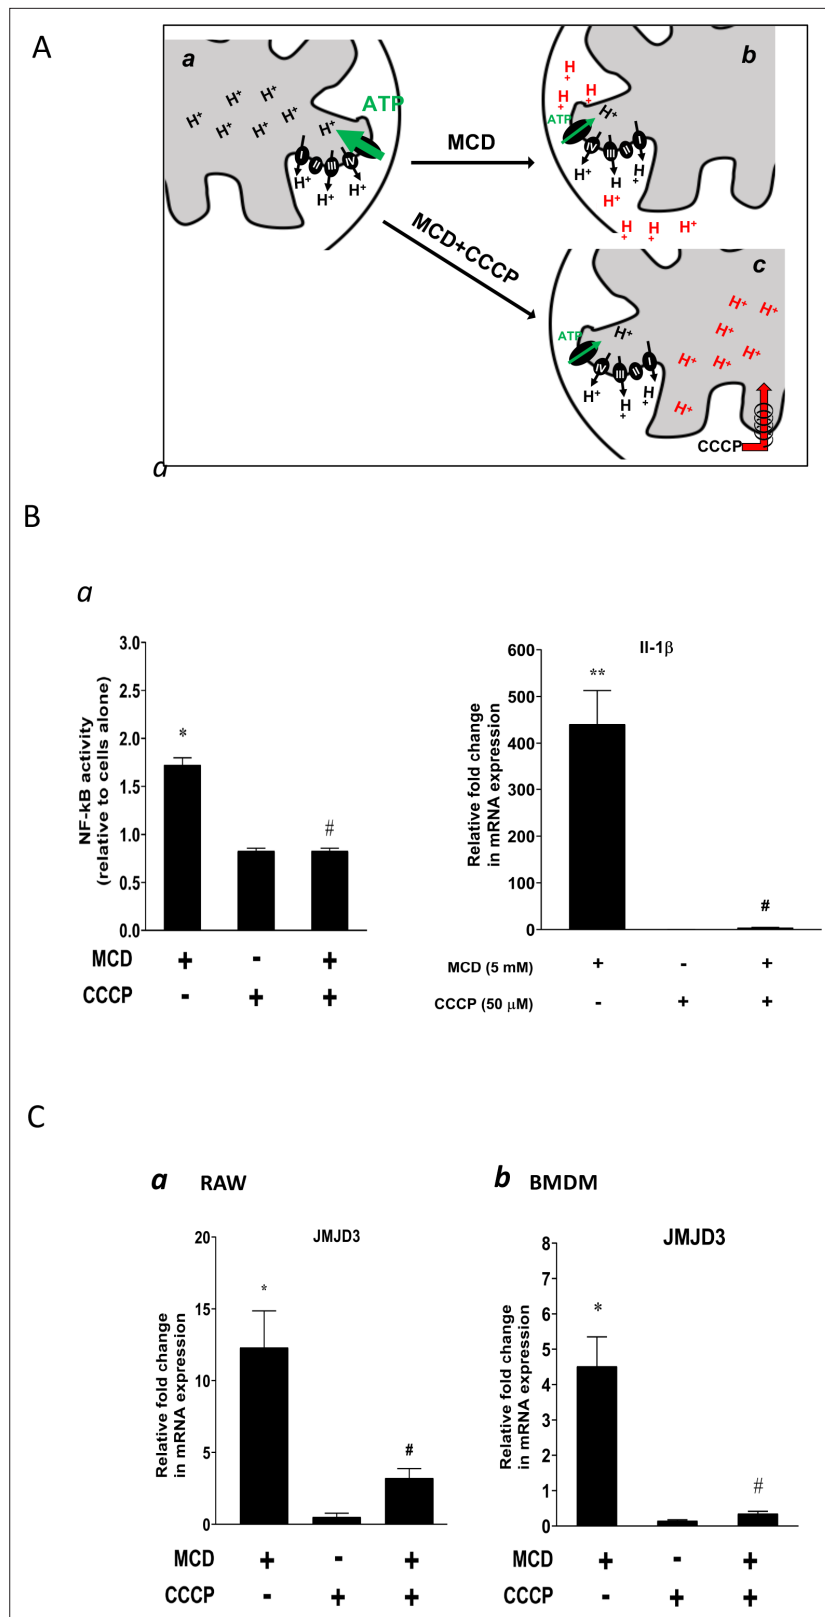 A
a
b
H+ H+ H+ H+ H+ H+ H+ H+
ATP
I II III IV
H+ H+ H+
MCD
H
+
H
+
H
+
H+
ATP
IV III II I
H+ H
+ H
+
H+
H
+
H
+
H+
MCD+CCCP
c
H+
ATP
IV III II I
H+ H
+ H
+
H+ H+ H+ H+ H+ H+ H+
CCCP
a
B
a
NF-kB activity
(relative to cells alone)
3.0
2.5
2.0
1.5
1.0
0.5
0.0
*
#
MCD + - +
CCCP - + +
Il-1β
Relative fold change
in mRNA expression
600
500
400
300
200
100
0
**
#
MCD (5 mM) + - +
CCCP (50 μM) - + +
C
a RAW
JMJD3
Relative fold change
in mRNA expression
20
15
10
5
0
*
#
MCD + - +
CCCP - + +
b BMDM
JMJD3
Relative fold change
in mRNA expression
8
7
6
5
4
3
2
1
0
*
#
MCD + - +
CCCP - + +